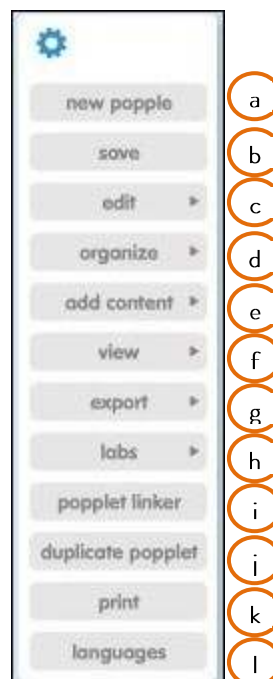 new popple a
save b
edit c
organize d
add content e
view f
export g
labs h
popplet linker i
duplicate popplet j
print k
languages l